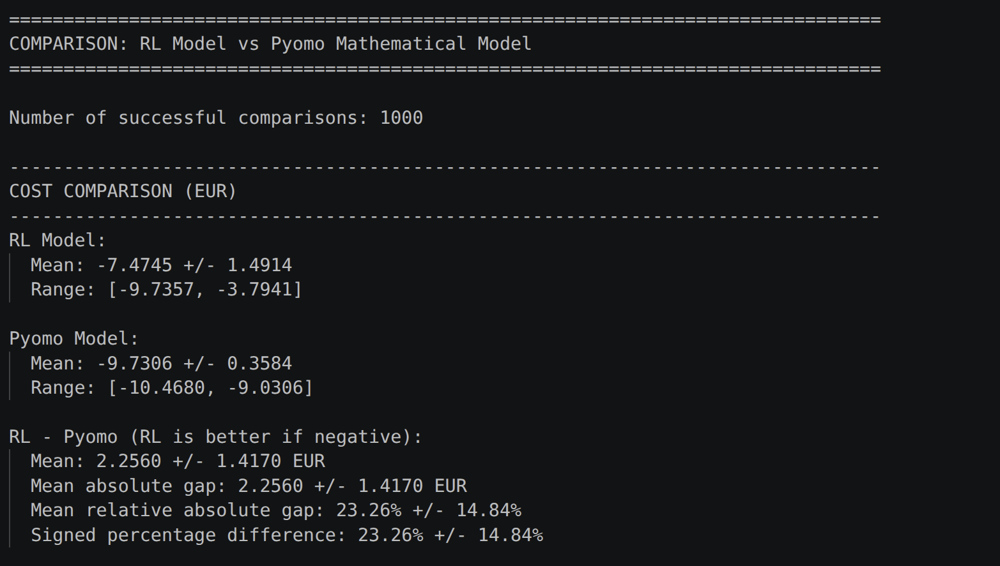 ================================================================================
COMPARISON: RL Model vs Pyomo Mathematical Model
================================================================================
Number of successful comparisons: 1000
--------------------------------------------------------------------------------
COST COMPARISON (EUR)
--------------------------------------------------------------------------------
RL Model:
Mean: -7.4745 +/- 1.4914
Range: [-9.7357, -3.7941]
Pyomo Model:
Mean: -9.7306 +/- 0.3584
Range: [-10.4680, -9.0306]
RL - Pyomo (RL is better if negative):
Mean: 2.2560 +/- 1.4170 EUR
Mean absolute gap: 2.2560 +/- 1.4170 EUR
Mean relative absolute gap: 23.26% +/- 14.84%
Signed percentage difference: 23.26% +/- 14.84%